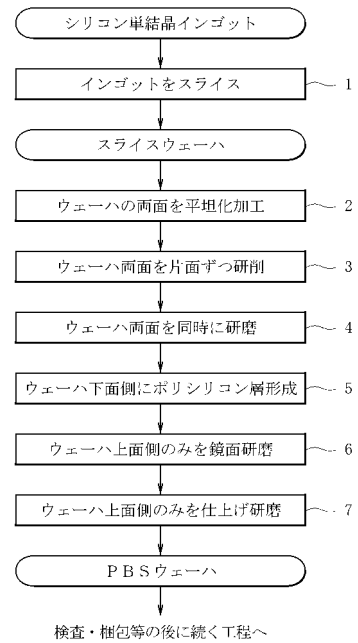 シリコン単結晶インゴット
インゴットをスライス 1
スライスウェーハ
ウェーハの両面を平坦化加工 2
ウェーハ両面を片面ずつ研削 3
ウェーハ両面を同時に研磨 4
ウェーハ下面側にポリシリコン層形成 5
ウェーハ上面側のみを鏡面研磨 6
ウェーハ上面側のみを仕上げ研磨 7
ＰＢＳウェーハ
検査・梱包等の後に続く工程へ